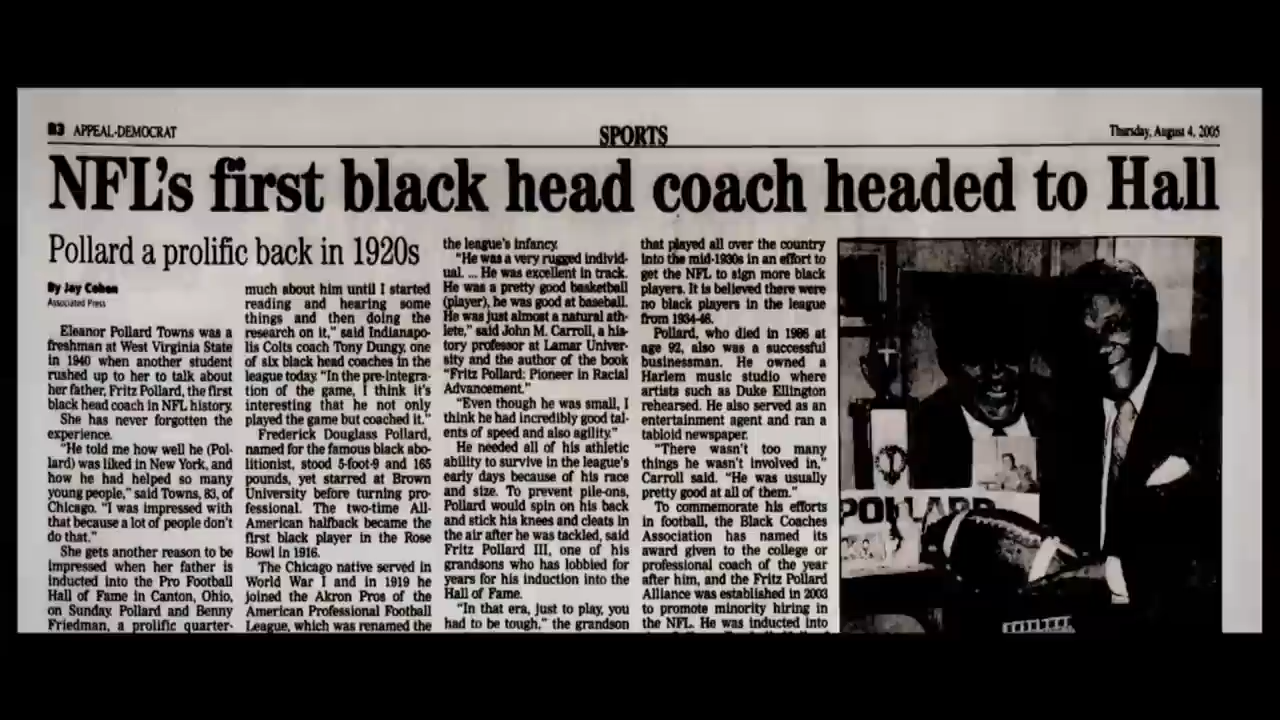 B3 APPEAL-DEMOCRAT
SPORTS
Thursday, August 4, 2005
NFL's first black head coach headed to Hall
Pollard a prolific back in 1920s
By Jay Cohen
Associated Press
Eleanor Pollard Towns was a
freshman at West Virginia State
in 1940 when another student
rushed up to her to talk about
her father, Fritz Pollard, the first
black head coach in NFL history.
She has never forgotten the
experience.
"He told me how well he (Pol-
lard) was liked in New York, and
how he had helped so many
young people," said Towns, 83, of
Chicago. "I was impressed with
that because a lot of people don't
do that."
She gets another reason to be
impressed when her father is
inducted into the Pro Football
Hall of Fame in Canton, Ohio,
on Sunday. Pollard and Benny
Friedman, a prolific quarter-
much about him until I started
reading and hearing some
things and then doing the
research on it," said Indianapo-
lis Colts coach Tony Dungy, one
of six black head coaches in the
league today. "In the pre-integra-
tion of the game, I think it's
interesting that he not only
played the game but coached it."
Frederick Douglass Pollard,
named for the famous black abo-
litionist, stood 5-foot-9 and 165
pounds, yet starred at Brown
University before turning pro-
fessional. The two-time All-
American halfback became the
first black player in the Rose
Bowl in 1916.
The Chicago native served in
World War I and in 1919 he
joined the Akron Pros of the
American Professional Football
League, which was renamed the
the league's infancy.
"He was a very rugged individ-
ual. ... He was excellent in track.
He was a pretty good basketball
(player), he was good at baseball.
He was just almost a natural ath-
lete," said John M. Carroll, a his-
tory professor at Lamar Univer-
sity and the author of the book
"Fritz Pollard: Pioneer in Racial
Advancement."
"Even though he was small, I
think he had incredibly good tal-
ents of speed and also agility."
He needed all of his athletic
ability to survive in the league's
early days because of his race
and size. To prevent pile-ons,
Pollard would spin on his back
and stick his knees and cleats in
the air after he was tackled, said
Fritz Pollard III, one of his
grandsons who has lobbied for
years for his induction into the
Hall of Fame.
"In that era, just to play, you
had to be tough," the grandson
that played all over the country
into the mid-1930s in an effort to
get the NFL to sign more black
players. It is believed there were
no black players in the league
from 1934-46.
Pollard, who died in 1986 at
age 92, also was a successful
businessman. He owned a
Harlem music studio where
artists such as Duke Ellington
rehearsed. He also served as an
entertainment agent and ran a
tabloid newspaper.
"There wasn't too many
things he wasn't involved in,"
Carroll said. "He was usually
pretty good at all of them."
To commemorate his efforts
in football, the Black Coaches
Association has named its
award given to the college or
professional coach of the year
after him, and the Fritz Pollard
Alliance was established in 2003
to promote minority hiring in
the NFL. He was inducted into
POLLARD